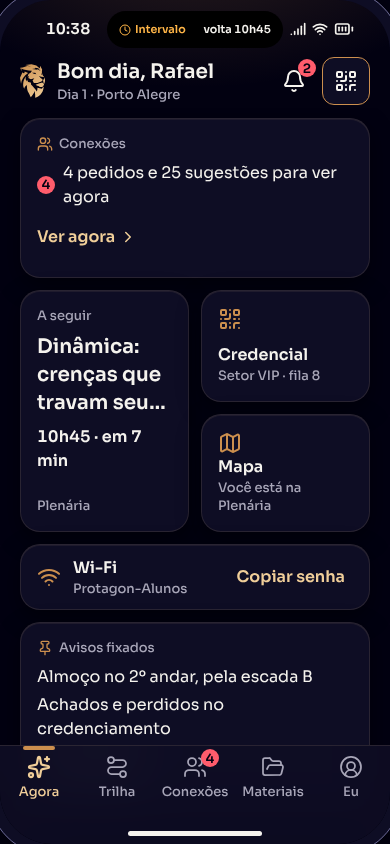 10:38
Intervalo volta 10h45
Bom dia, Rafael
Dia 1 · Porto Alegre
2
Conexões
4
4 pedidos e 25 sugestões para ver
agora
Ver agora
A seguir
Dinâmica:
crenças que
travam seu...
10h45 · em 7
min
Plenária
Credencial
Setor VIP · fila 8
Mapa
Você está na
Plenária
Wi-Fi
Protagon-Alunos
Copiar senha
Avisos fixados
Almoço no 2º andar, pela escada B
Achados e perdidos no
credenciamento
4
Agora Trilha Conexões Materiais Eu